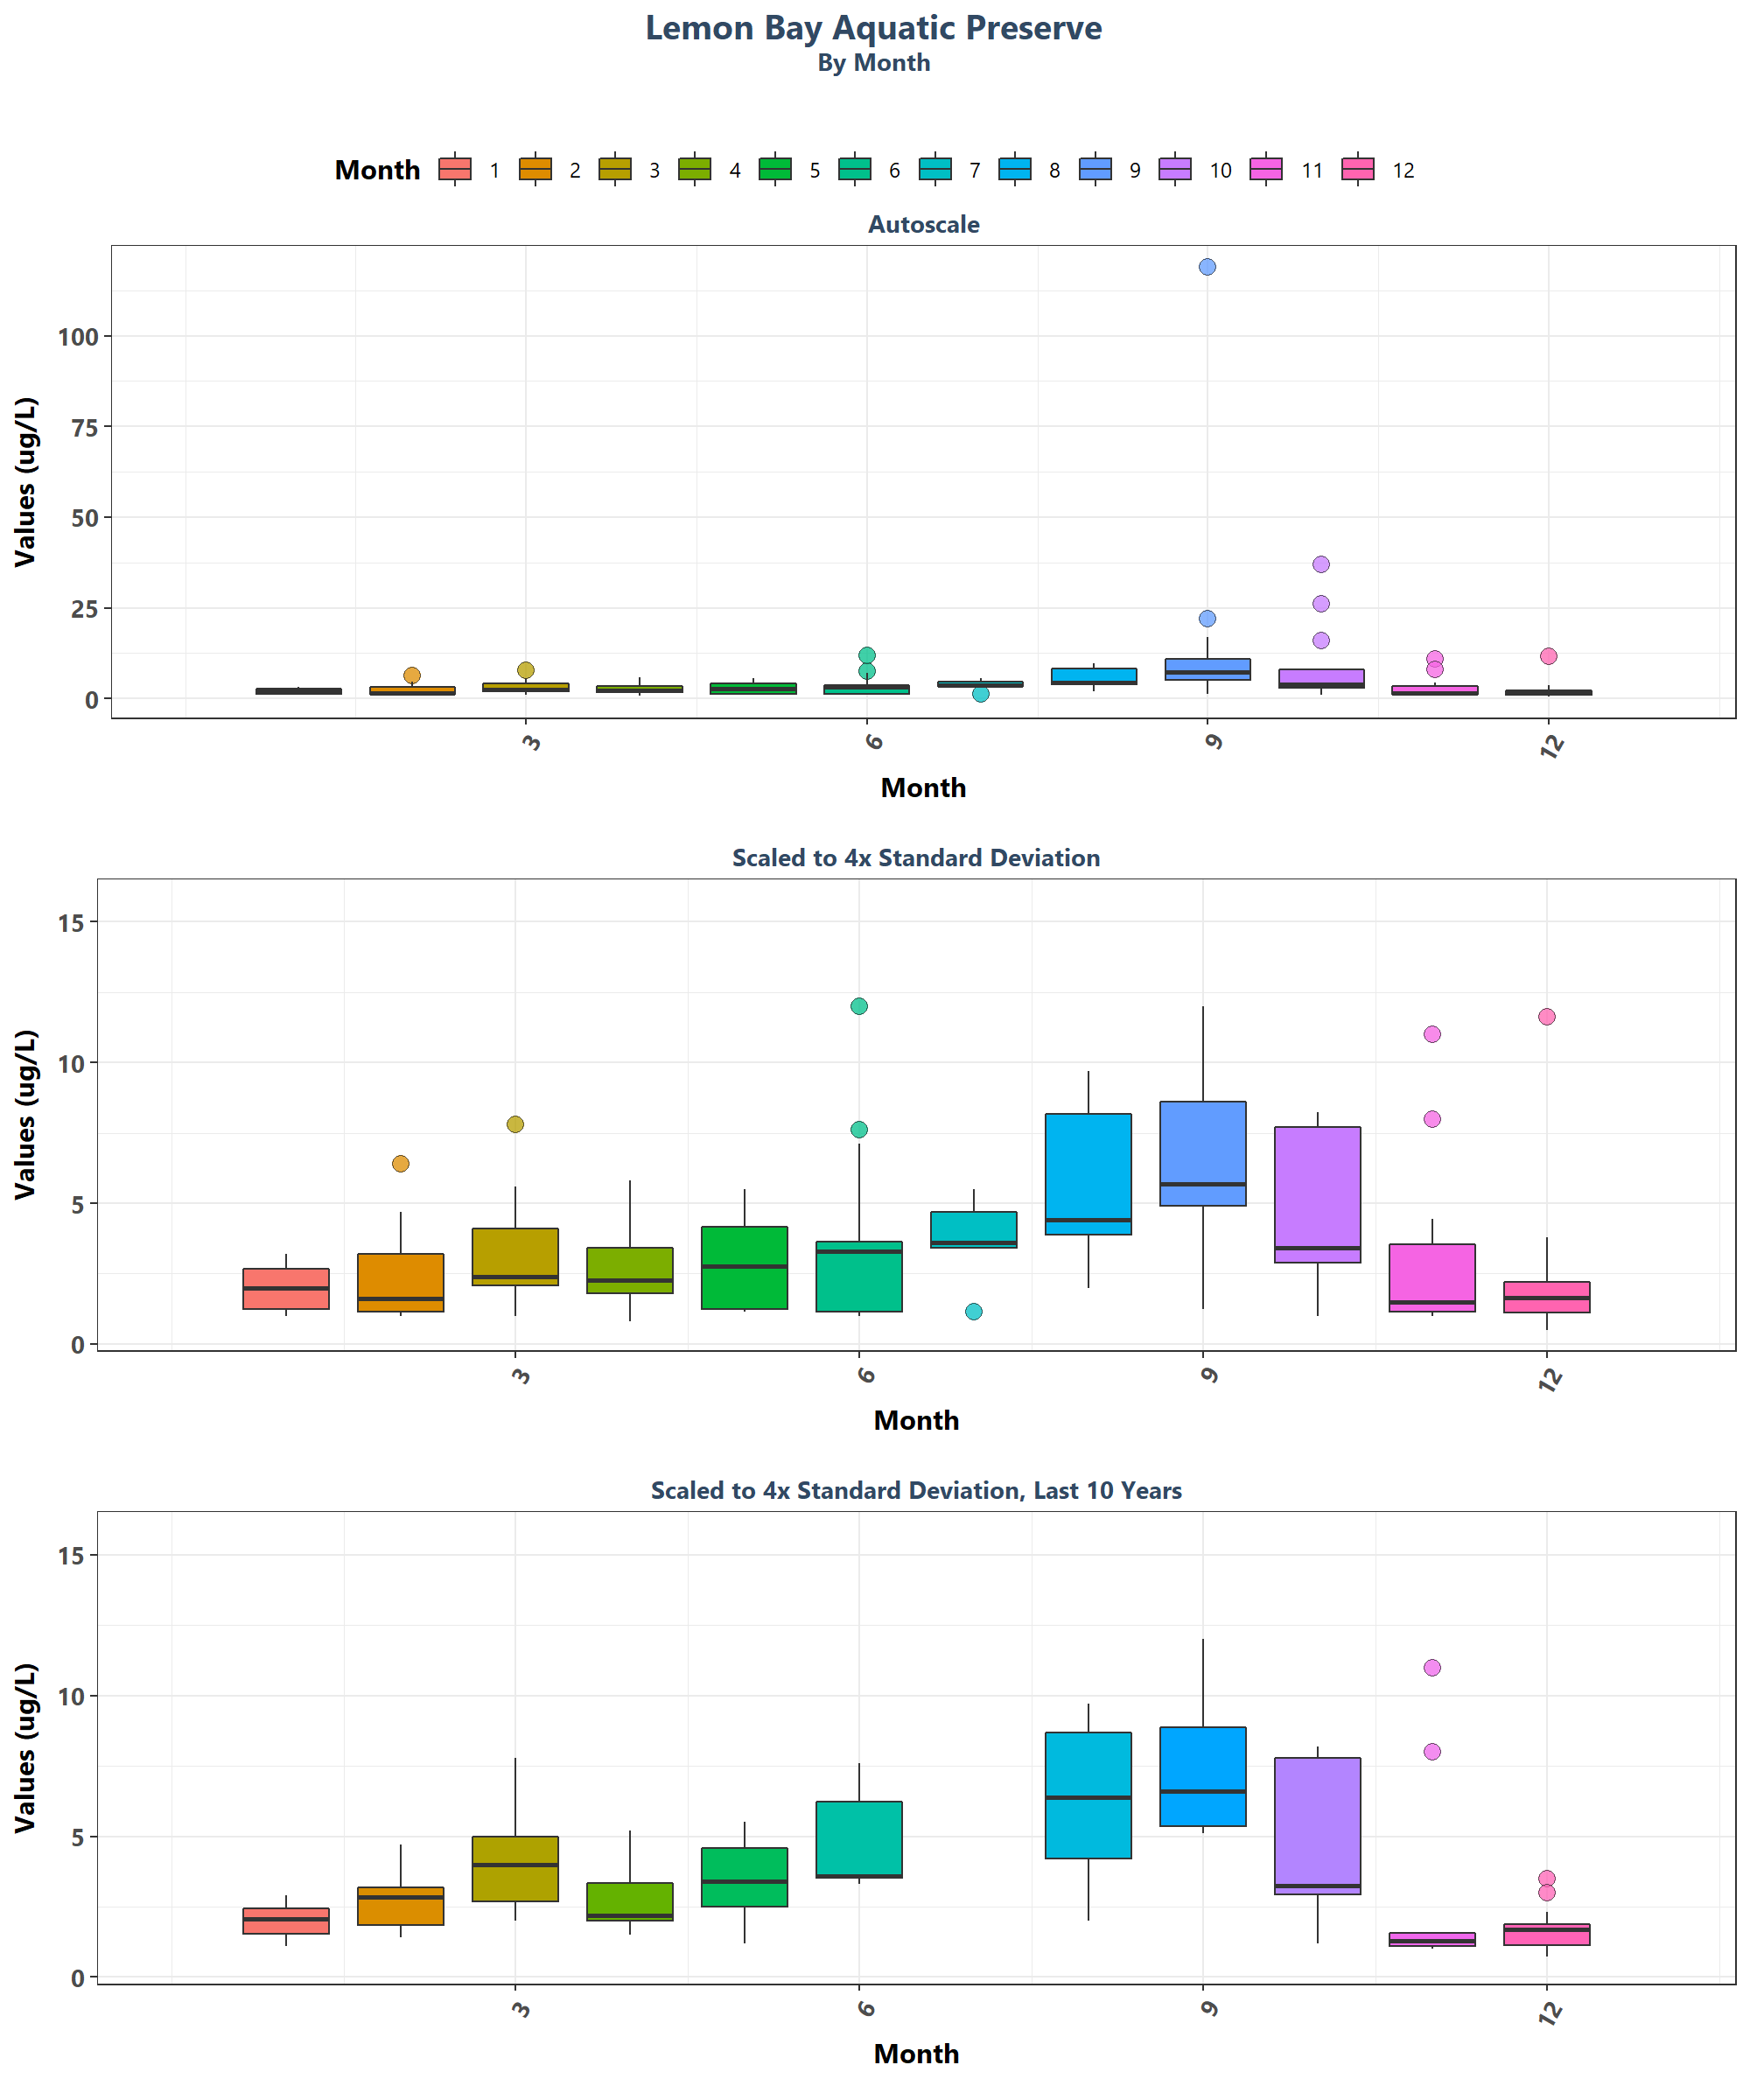 Lemon Bay Aquatic Preserve
By Month
Month 1 2 3 4 5 6 7 8 9 10 11 12
Autoscale
Values (ug/L)
100
75
50
25
0
3 6 9 12
Month
Scaled to 4x Standard Deviation
Values (ug/L)
15
10
5
0
3 6 9 12
Month
Scaled to 4x Standard Deviation, Last 10 Years
Values (ug/L)
15
10
5
0
3 6 9 12
Month